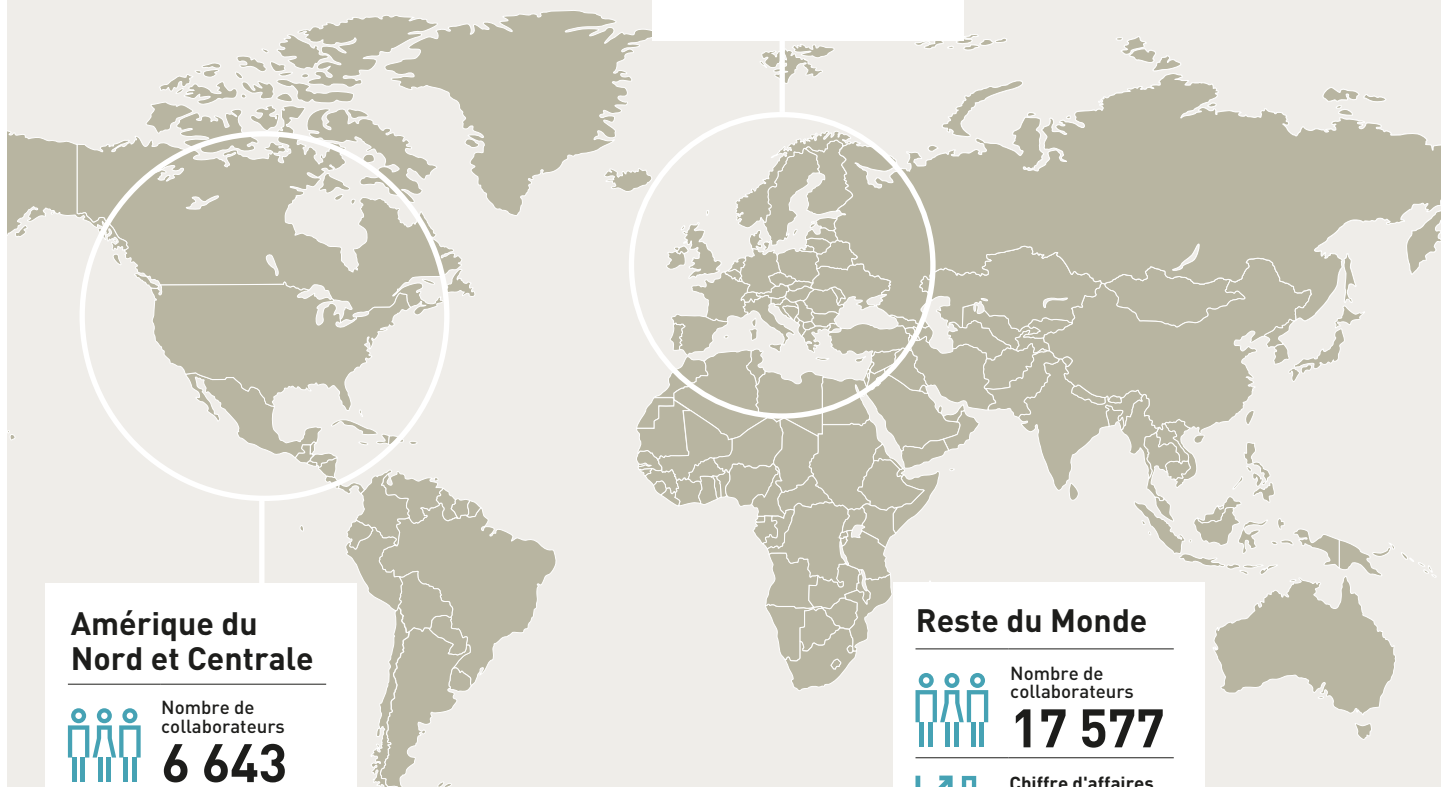 Amérique du
Nord et Centrale
Nombre de
collaborateurs
6 643
Reste du Monde
Nombre de
collaborateurs
17 577
Chiffre d'affaires